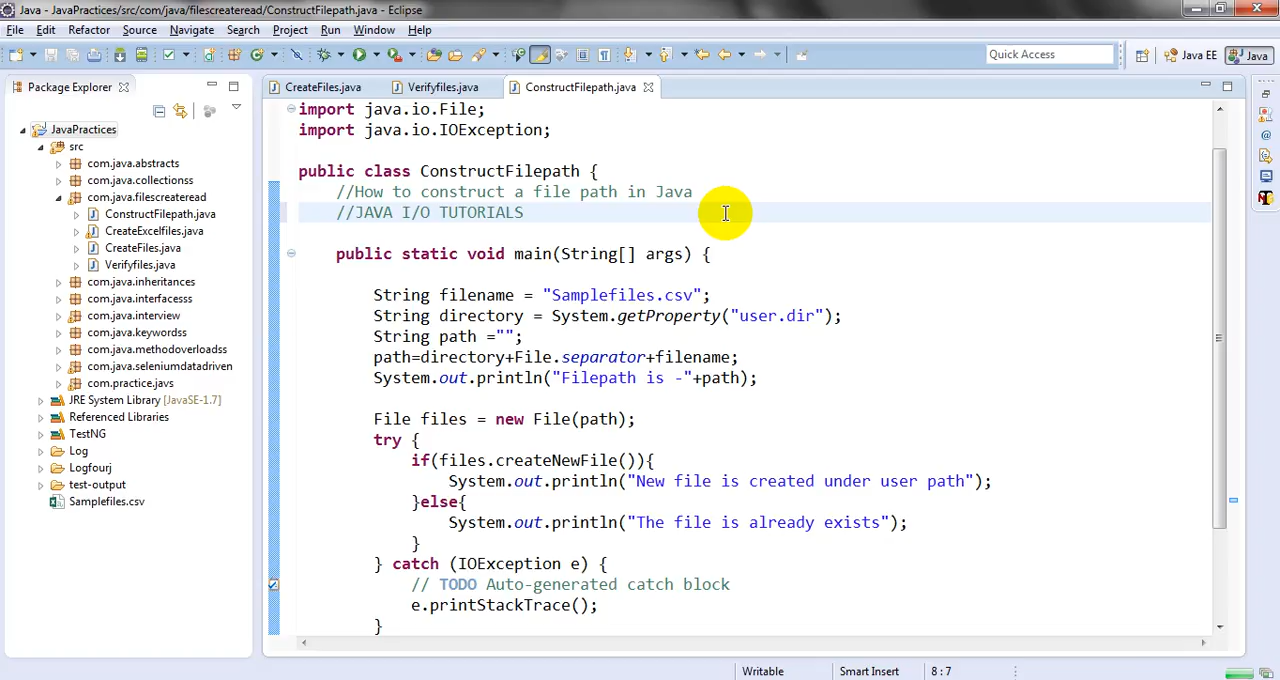 Java - JavaPractices/src/com/java/filescreateread/ConstructFilepath.java - Eclipse
File Edit Refactor Source Navigate Search Project Run Window Help
Quick Access
Java EE
Java
Package Explorer
CreateFiles.java
Verifyfiles.java
ConstructFilepath.java
JavaPractices
src
com.java.abstracts
com.java.collectionss
com.java.filescreateread
ConstructFilepath.java
CreateExcelfiles.java
CreateFiles.java
Verifyfiles.java
com.java.inheritances
com.java.interfacesss
com.java.interview
com.java.keywordss
com.java.methodoverloadss
com.java.seleniumdatadriven
com.practice.javs
JRE System Library [JavaSE-1.7]
Referenced Libraries
TestNG
Log
Logfourj
test-output
Samplefiles.csv
import java.io.File;
import java.io.IOException;
public class ConstructFilepath {
//How to construct a file path in Java
//JAVA I/O TUTORIALS
public static void main(String[] args) {
String filename = "Samplefiles.csv";
String directory = System.getProperty("user.dir");
String path ="";
path=directory+File.separator+filename;
System.out.println("Filepath is -"+path);
File files = new File(path);
try {
if(files.createNewFile()){
System.out.println("New file is created under user path");
}else{
System.out.println("The file is already exists");
}
} catch (IOException e) {
// TODO Auto-generated catch block
e.printStackTrace();
}
Writable
Smart Insert
8 : 7